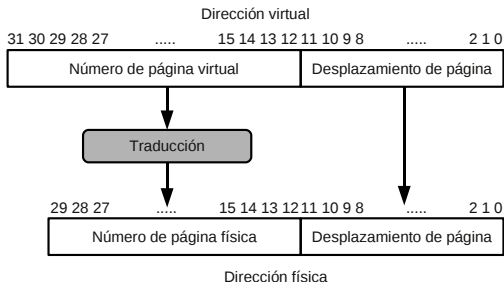 Dirección virtual
31 30 29 28 27 ..... 15 14 13 12 11 10 9 8 ..... 2 1 0
Número de página virtual Desplazamiento de página
Traducción
29 28 27 ..... 15 14 13 12 11 10 9 8 ..... 2 1 0
Número de página física Desplazamiento de página
Dirección física